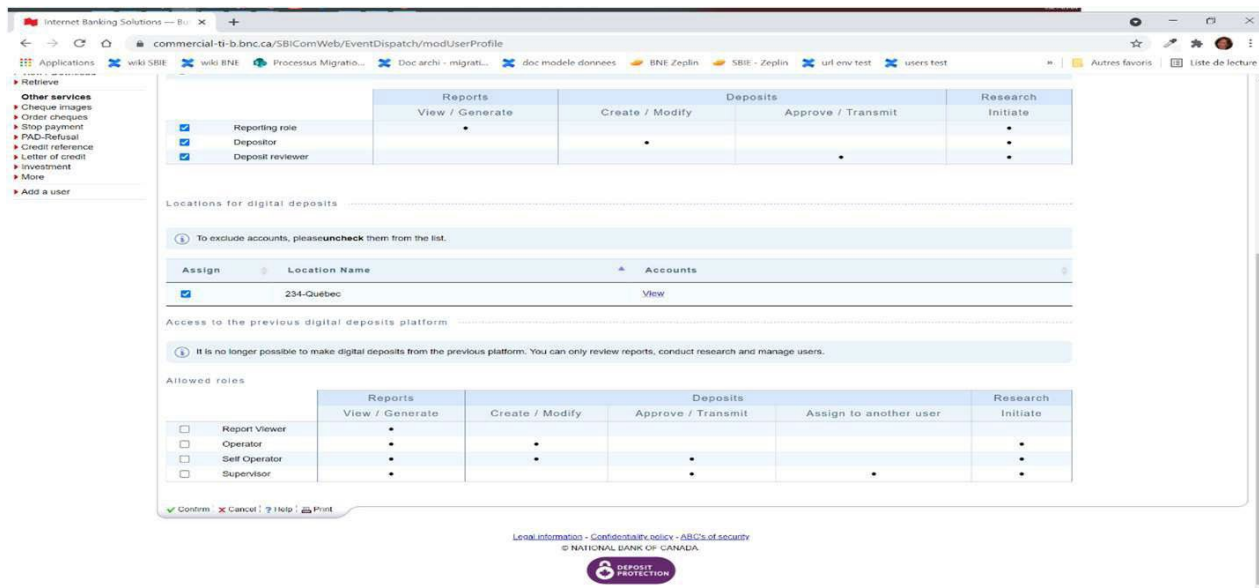 Internet Banking Solutions — Bu
commercial-ti-b.bnc.ca/SBIComWeb/EventDispatch/modUserProfile
Applications wiki SBIE wiki BNE Processus Migratio... Doc archi - migrati... doc modele donnees BNE Zeplin SBIE - Zeplin url env test users test » Autres favoris Liste de lecture
Retrieve
Other services
Cheque images
Order cheques
Stop payment
PAD-Refusal
Credit reference
Letter of credit
Investment
More
Add a user
Reports Deposits Research
View / Generate Create / Modify Approve / Transmit Initiate
Reporting role • •
Depositor • •
Deposit reviewer • •
Locations for digital deposits
To exclude accounts, pleaseuncheck them from the list.
Assign Location Name Accounts
234-Québec View
Access to the previous digital deposits platform
It is no longer possible to make digital deposits from the previous platform. You can only review reports, conduct research and manage users.
Allowed roles
Reports Deposits Research
View / Generate Create / Modify Approve / Transmit Assign to another user Initiate
Report Viewer •
Operator • • •
Self Operator • • • •
Supervisor • • • •
Confirm Cancel ? Help Print
Legal information - Confidentiality policy - ABC's of security
© NATIONAL BANK OF CANADA
DEPOSIT
PROTECTION